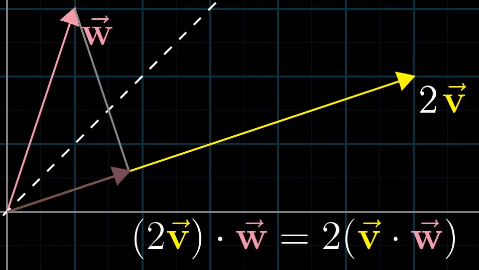 w⃗
2v⃗
(2v⃗) · w⃗ = 2(v⃗ · w⃗)